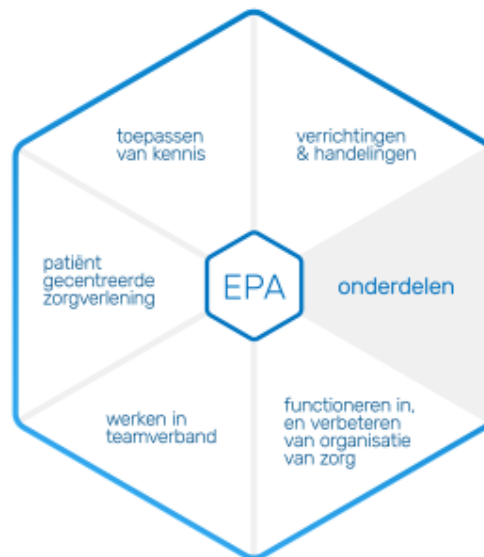 toepassen
van kennis
verrichtingen
& handelingen
patiënt
gecentreerde
zorgverlening
EPA
onderdelen
werken in
teamverband
functioneren in,
en verbeteren
van organisatie
van zorg